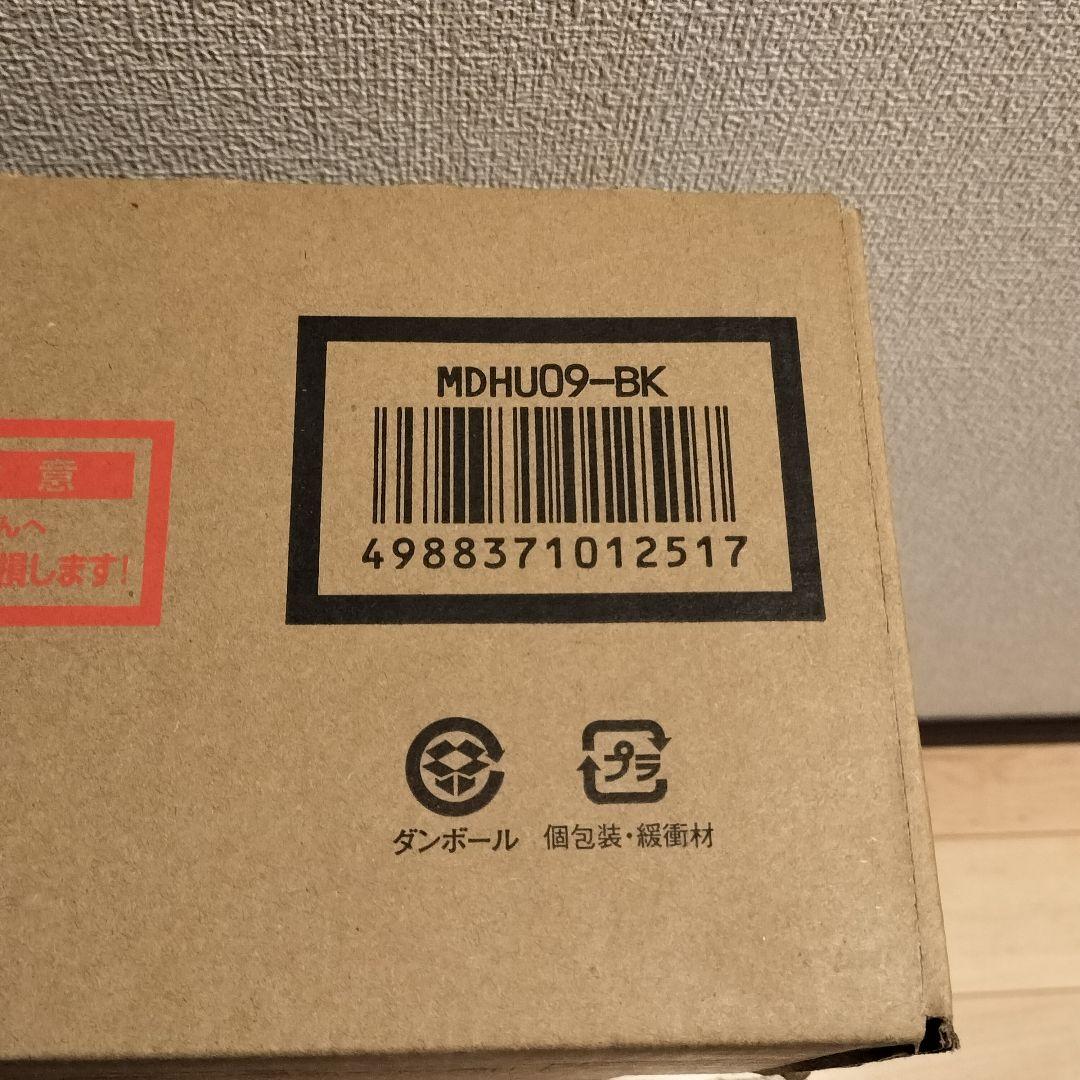 MDHU09-BK
4988371012517
意
んへ
損します!
プラ
ダンボール
個包装・緩衝材